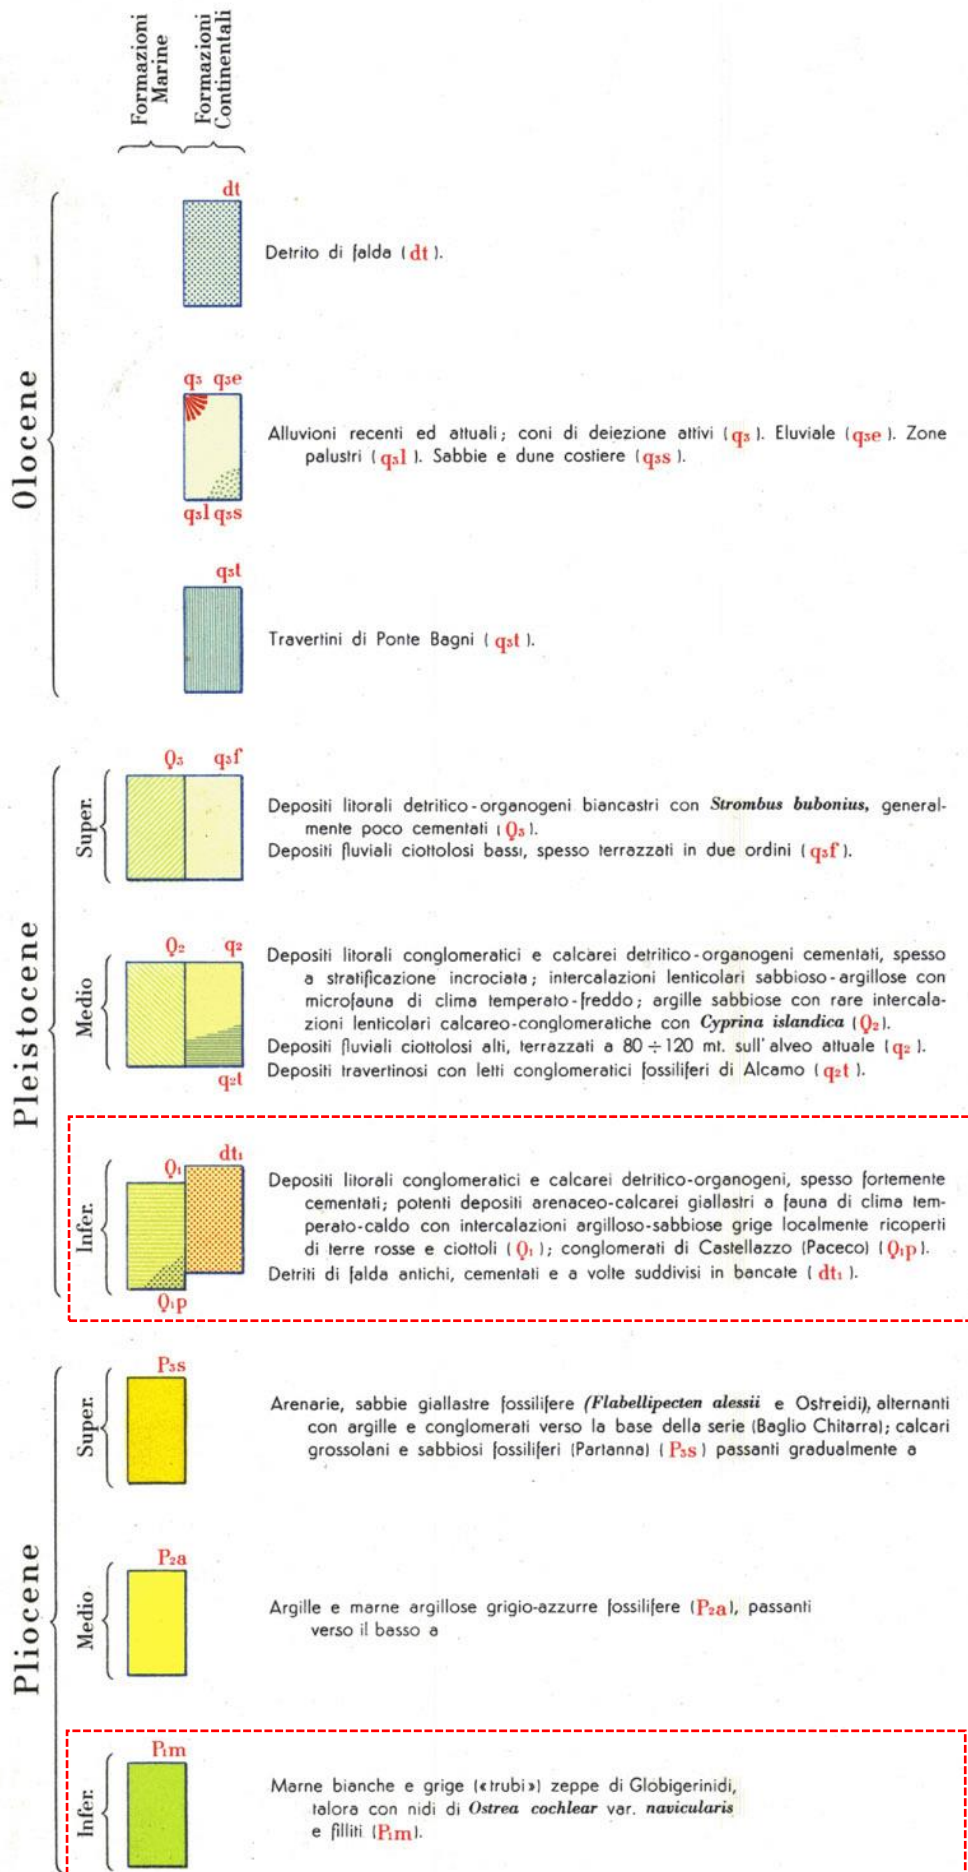 Formazioni
Marine
Formazioni
Continentali
Olocene
dt
Detrito di falda (dt).
q₃ q₃e
Alluvioni recenti ed attuali; coni di deiezione attivi (q₃). Eluviale (q₃e). Zone
palustri (q₃l). Sabbie e dune costiere (q₃s).
q₃l q₃s
q₃t
Travertini di Ponte Bagni (q₃t).
Pleistocene
Super.
Q₃ q₃f
Depositi litorali detritico-organogeni biancastri con Strombus bubonius, general-
mente poco cementati (Q₃).
Depositi fluviali ciottolosi bassi, spesso terrazzati in due ordini (q₃f).
Medio
Q₂ q₂
Depositi litorali conglomeratici e calcarei detritico-organogeni cementati, spesso
a stratificazione incrociata; intercalazioni lenticolari sabbioso-argillose con
microfauna di clima temperato-freddo; argille sabbiose con rare intercala-
zioni lenticolari calcareo-conglomeratiche con Cyprina islandica (Q₂).
Depositi fluviali ciottolosi alti, terrazzati a 80÷120 mt. sull'alveo attuale (q₂).
Depositi travertinosi con letti conglomeratici fossiliferi di Alcamo (q₂t).
q₂t
Infer.
Q₁ dt₁
Depositi litorali conglomeratici e calcarei detritico-organogeni, spesso fortemente
cementati; potenti depositi arenaceo-calcarei giallastri a fauna di clima tem-
perato-caldo con intercalazioni argilloso-sabbiose grige localmente ricoperti
di terre rosse e ciottoli (Q₁); conglomerati di Castellazzo (Paceco) (Q₁p).
Detriti di falda antichi, cementati e a volte suddivisi in bancate (dt₁).
Q₁p
Pliocene
Super.
P₃s
Arenarie, sabbie giallastre fossilifere (Flabellipecten alessii e Ostreidi), alternanti
con argille e conglomerati verso la base della serie (Baglio Chitarra); calcari
grossolani e sabbiosi fossiliferi (Partanna) (P₃s) passanti gradualmente a
Medio
P₂a
Argille e marne argillose grigio-azzurre fossilifere (P₂a), passanti
verso il basso a
Infer.
P₁m
Marne bianche e grige («trubi») zeppe di Globigerinidi,
talora con nidi di Ostrea cochlear var. navicularis
e filliti (P₁m).